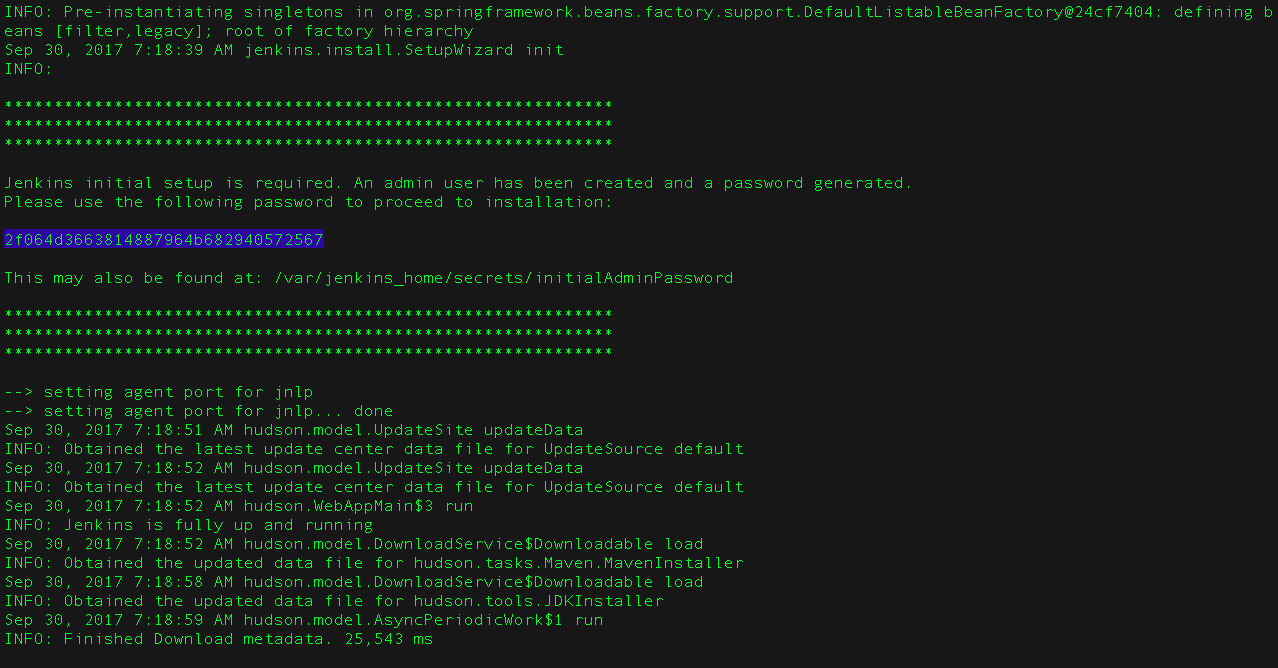 INFO: Pre-instantiating singletons in org.springframework.beans.factory.support.DefaultListableBeanFactory@24cf7404: defining b
eans [filter,legacy]; root of factory hierarchy
Sep 30, 2017 7:18:39 AM jenkins.install.SetupWizard init
INFO:
*************************************************************
*************************************************************
*************************************************************
Jenkins initial setup is required. An admin user has been created and a password generated.
Please use the following password to proceed to installation:
2f064d3663814887964b682940572567
This may also be found at: /var/jenkins_home/secrets/initialAdminPassword
*************************************************************
*************************************************************
*************************************************************
--> setting agent port for jnlp
--> setting agent port for jnlp... done
Sep 30, 2017 7:18:51 AM hudson.model.UpdateSite updateData
INFO: Obtained the latest update center data file for UpdateSource default
Sep 30, 2017 7:18:52 AM hudson.model.UpdateSite updateData
INFO: Obtained the latest update center data file for UpdateSource default
Sep 30, 2017 7:18:52 AM hudson.WebAppMain$3 run
INFO: Jenkins is fully up and running
Sep 30, 2017 7:18:52 AM hudson.model.DownloadService$Downloadable load
INFO: Obtained the updated data file for hudson.tasks.Maven.MavenInstaller
Sep 30, 2017 7:18:58 AM hudson.model.DownloadService$Downloadable load
INFO: Obtained the updated data file for hudson.tools.JDKInstaller
Sep 30, 2017 7:18:59 AM hudson.model.AsyncPeriodicWork$1 run
INFO: Finished Download metadata. 25,543 ms